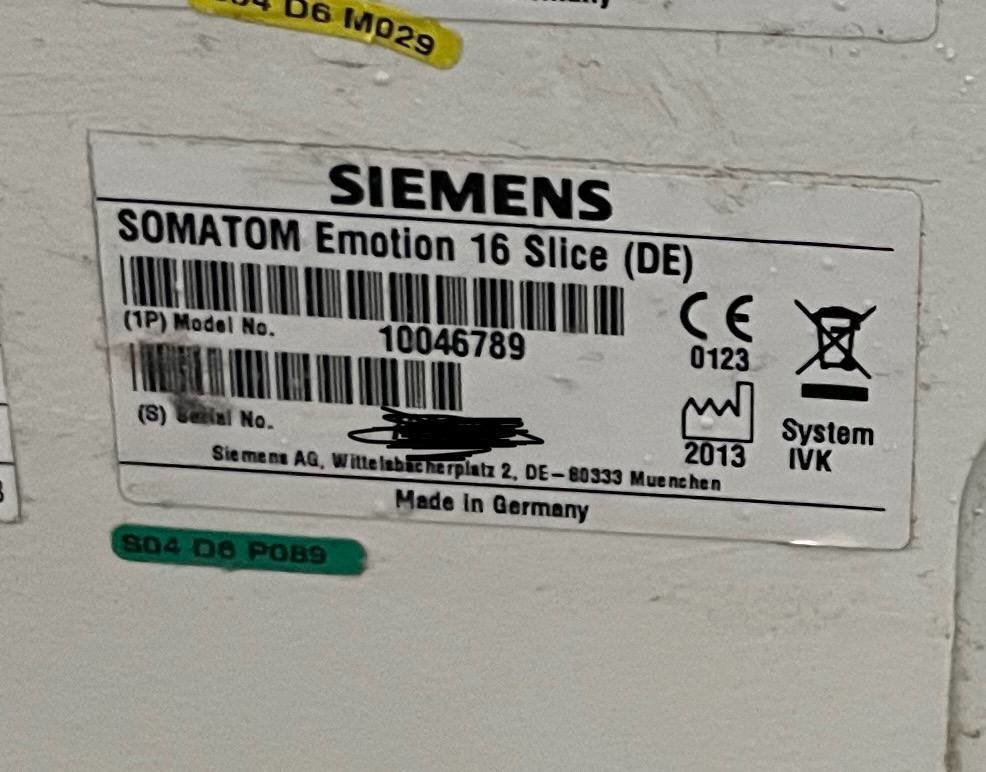 D6 M029
SIEMENS
SOMATOM Emotion 16 Slice (DE)
(1P) Model No. 10046789
CE
0123
(S) Serial No.
2013
System
IVK
Siemens AG, Wittelsbacherplatz 2, DE-80333 Muenchen
Made in Germany
S04 D6 P089